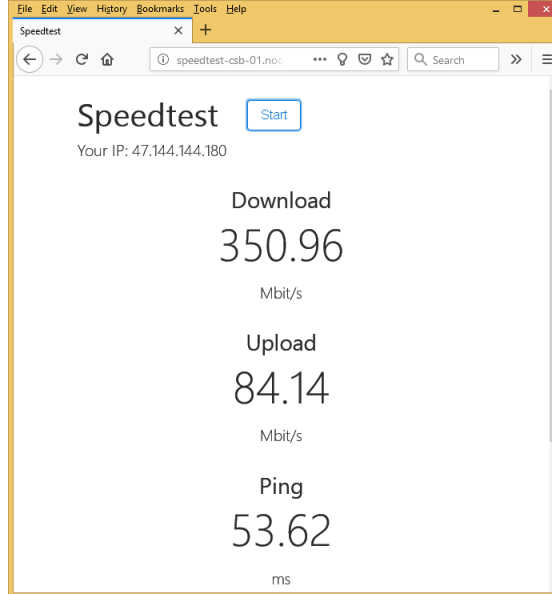 File Edit View History Bookmarks Tools Help
Speedtest
speedtest-csb-01.noc
Search
Speedtest Start
Your IP: 47.144.144.180
Download
350.96
Mbit/s
Upload
84.14
Mbit/s
Ping
53.62
ms